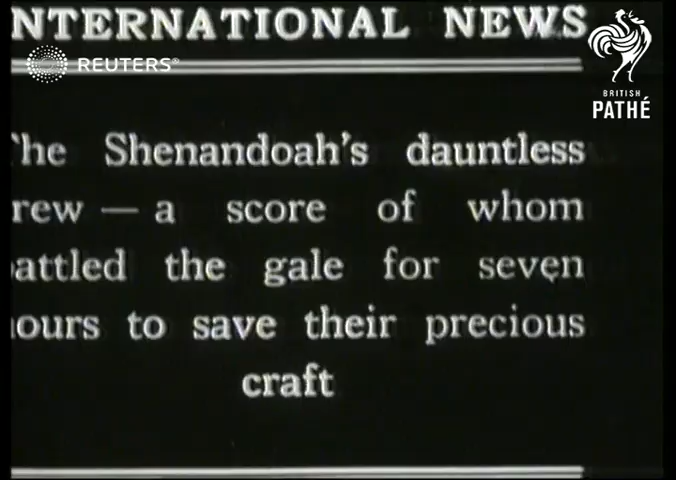 NTERNATIONAL NEWS
REUTERS
BRITISH
PATHÉ
he Shenandoah's dauntless
rew — a score of whom
attled the gale for seven
ours to save their precious
craft